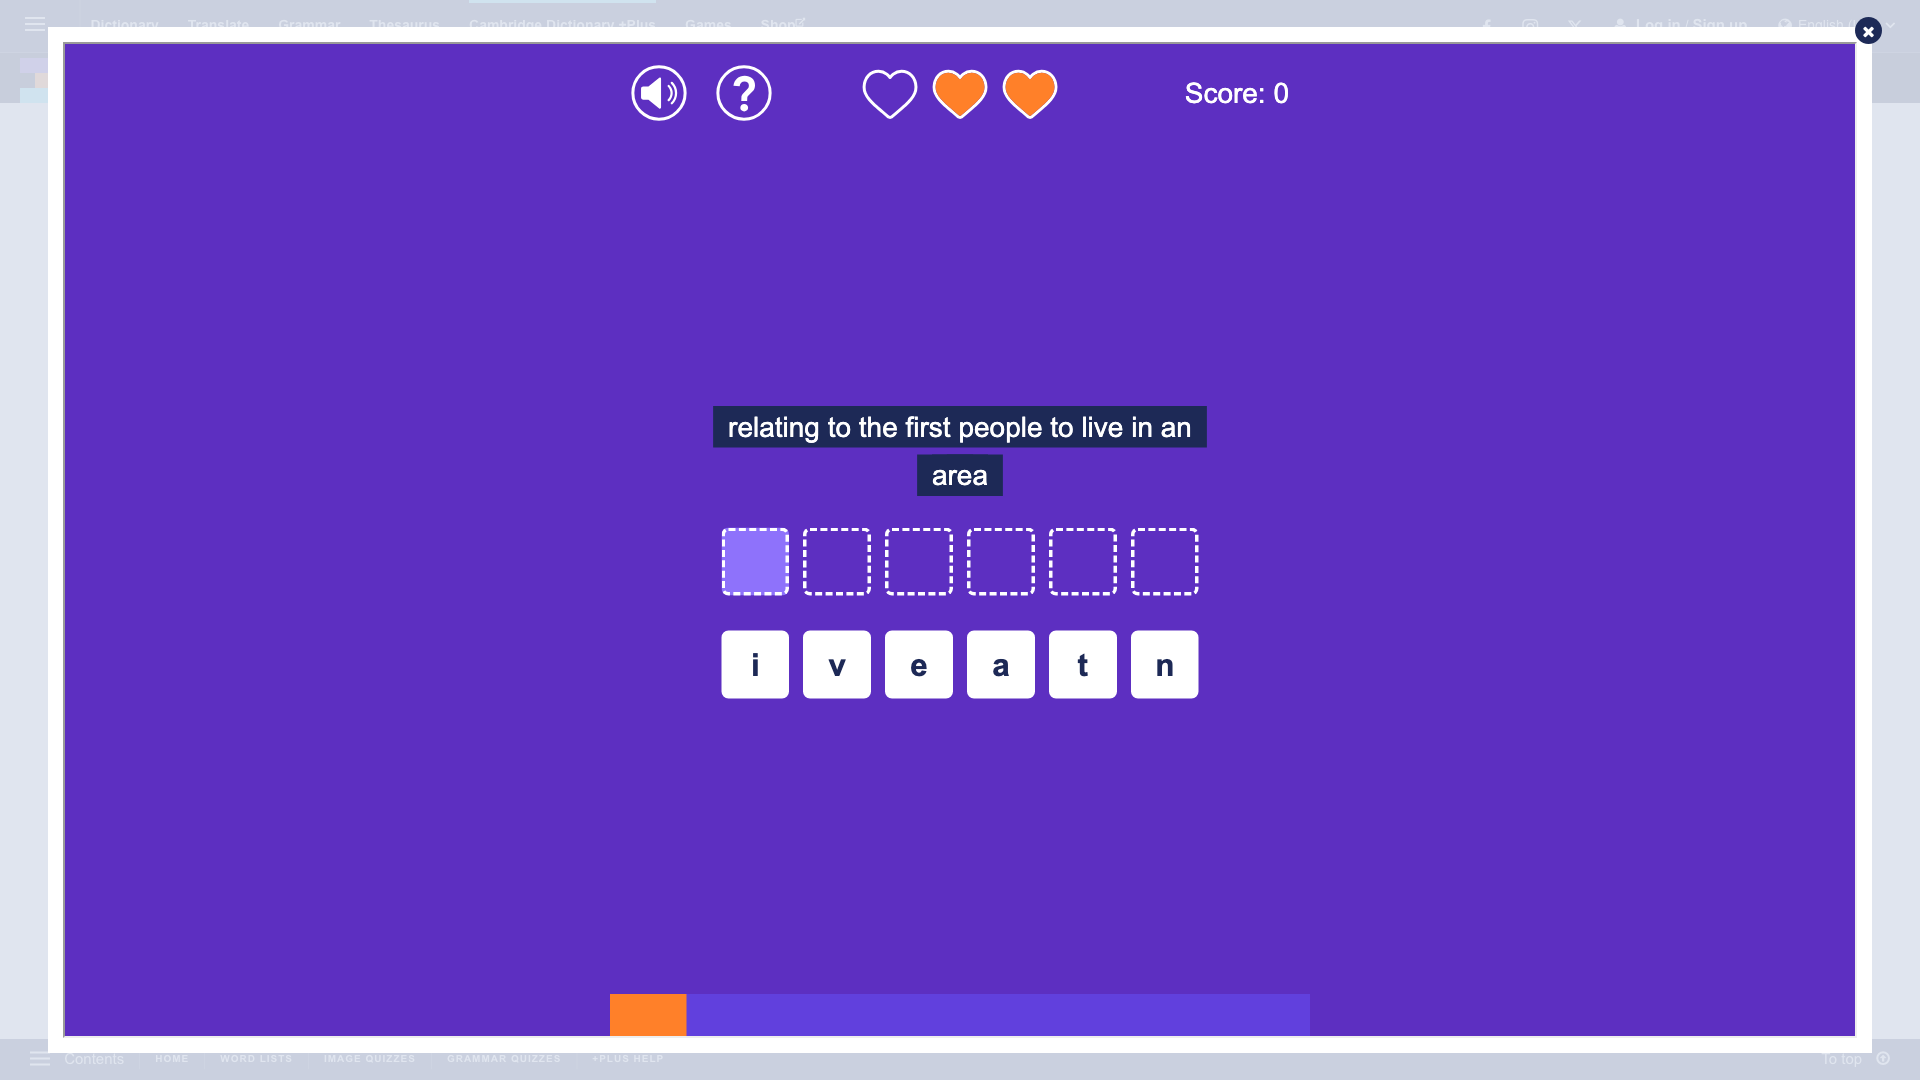 Dictionary Translate Grammar Thesaurus Cambridge Dictionary +Plus Games Shop Log in / Sign up English
Score: 0
relating to the first people to live in an
area
i v e a t n
Contents HOME WORD LISTS IMAGE QUIZZES GRAMMAR QUIZZES +PLUS HELP To top